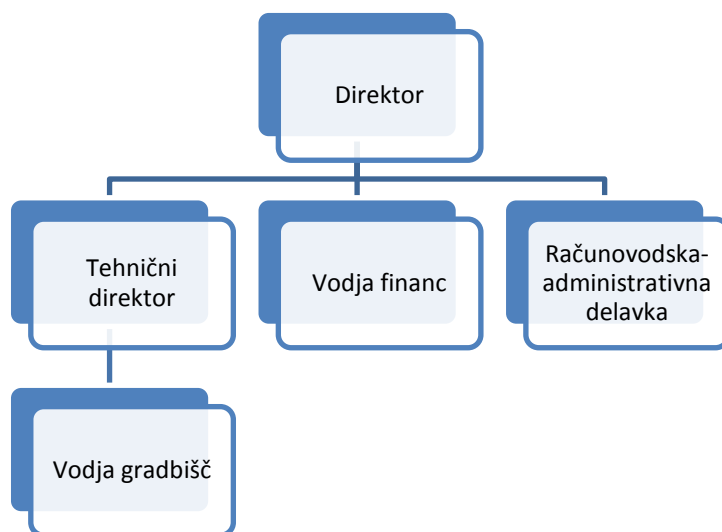 Direktor
Tehnični
direktor
Vodja financ
Računovodska-
administrativna
delavka
Vodja gradbišč